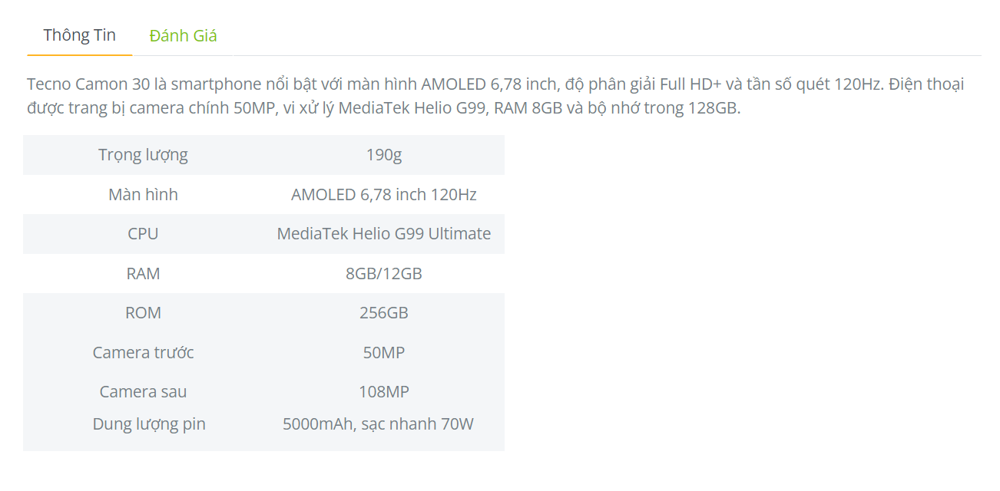 Thông Tin Đánh Giá
Tecno Camon 30 là smartphone nổi bật với màn hình AMOLED 6,78 inch, độ phân giải Full HD+ và tần số quét 120Hz. Điện thoại
được trang bị camera chính 50MP, vi xử lý MediaTek Helio G99, RAM 8GB và bộ nhớ trong 128GB.
Trọng lượng 190g
Màn hình AMOLED 6,78 inch 120Hz
CPU MediaTek Helio G99 Ultimate
RAM 8GB/12GB
ROM 256GB
Camera trước 50MP
Camera sau 108MP
Dung lượng pin 5000mAh, sạc nhanh 70W